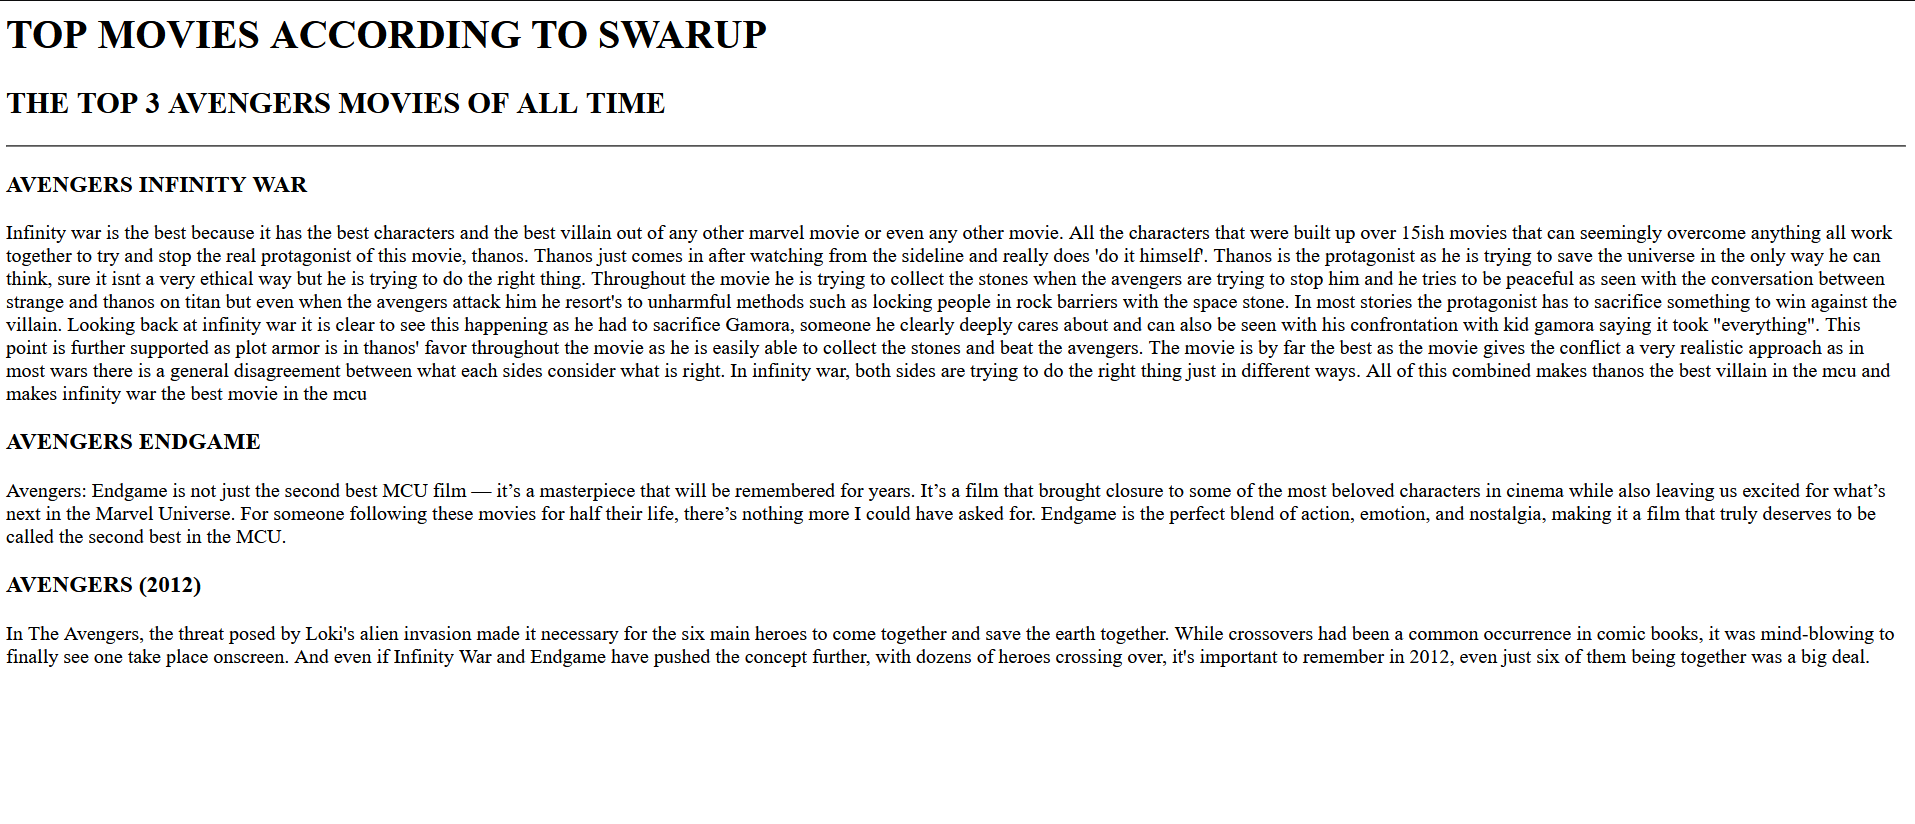 TOP MOVIES ACCORDING TO SWARUP
THE TOP 3 AVENGERS MOVIES OF ALL TIME
AVENGERS INFINITY WAR
Infinity war is the best because it has the best characters and the best villain out of any other marvel movie or even any other movie. All the characters that were built up over 15ish movies that can seemingly overcome anything all work
together to try and stop the real protagonist of this movie, thanos. Thanos just comes in after watching from the sideline and really does 'do it himself'. Thanos is the protagonist as he is trying to save the universe in the only way he can
think, sure it isnt a very ethical way but he is trying to do the right thing. Throughout the movie he is trying to collect the stones when the avengers are trying to stop him and he tries to be peaceful as seen with the conversation between
strange and thanos on titan but even when the avengers attack him he resort's to unharmful methods such as locking people in rock barriers with the space stone. In most stories the protagonist has to sacrifice something to win against the
villain. Looking back at infinity war it is clear to see this happening as he had to sacrifice Gamora, someone he clearly deeply cares about and can also be seen with his confrontation with kid gamora saying it took "everything". This
point is further supported as plot armor is in thanos' favor throughout the movie as he is easily able to collect the stones and beat the avengers. The movie is by far the best as the movie gives the conflict a very realistic approach as in
most wars there is a general disagreement between what each sides consider what is right. In infinity war, both sides are trying to do the right thing just in different ways. All of this combined makes thanos the best villain in the mcu and
makes infinity war the best movie in the mcu
AVENGERS ENDGAME
Avengers: Endgame is not just the second best MCU film — it’s a masterpiece that will be remembered for years. It’s a film that brought closure to some of the most beloved characters in cinema while also leaving us excited for what’s
next in the Marvel Universe. For someone following these movies for half their life, there’s nothing more I could have asked for. Endgame is the perfect blend of action, emotion, and nostalgia, making it a film that truly deserves to be
called the second best in the MCU.
AVENGERS (2012)
In The Avengers, the threat posed by Loki's alien invasion made it necessary for the six main heroes to come together and save the earth together. While crossovers had been a common occurrence in comic books, it was mind-blowing to
finally see one take place onscreen. And even if Infinity War and Endgame have pushed the concept further, with dozens of heroes crossing over, it's important to remember in 2012, even just six of them being together was a big deal.